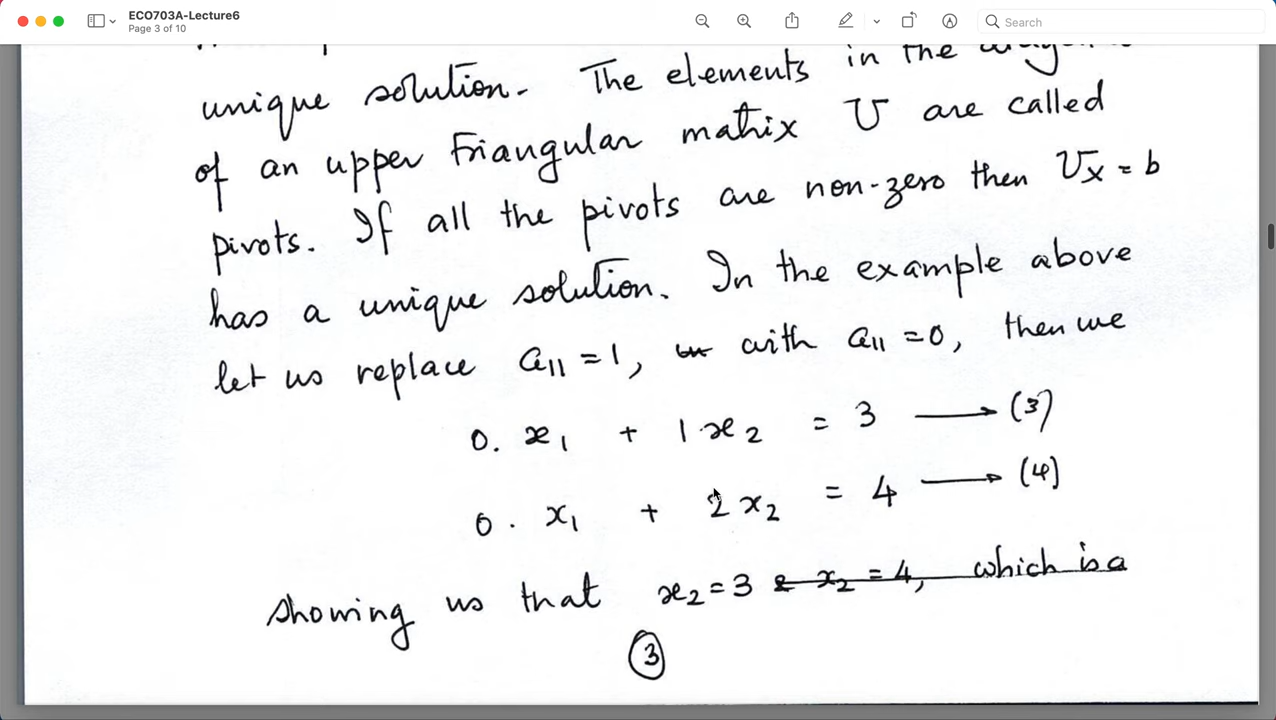 ECO703A-Lecture6
Page 3 of 10
Search
unique solution. The elements in the
of an upper triangular matrix U are called
pivots. If all the pivots are non-zero then Ux = b
has a unique solution. In the example above
let us replace a11 = 1, with a11 = 0, then we
0. x1 + 1 x2 = 3 → (3)
0. x1 + 2 x2 = 4 → (4)
showing us that x2 = 3 & x2 = 4, which is a
3